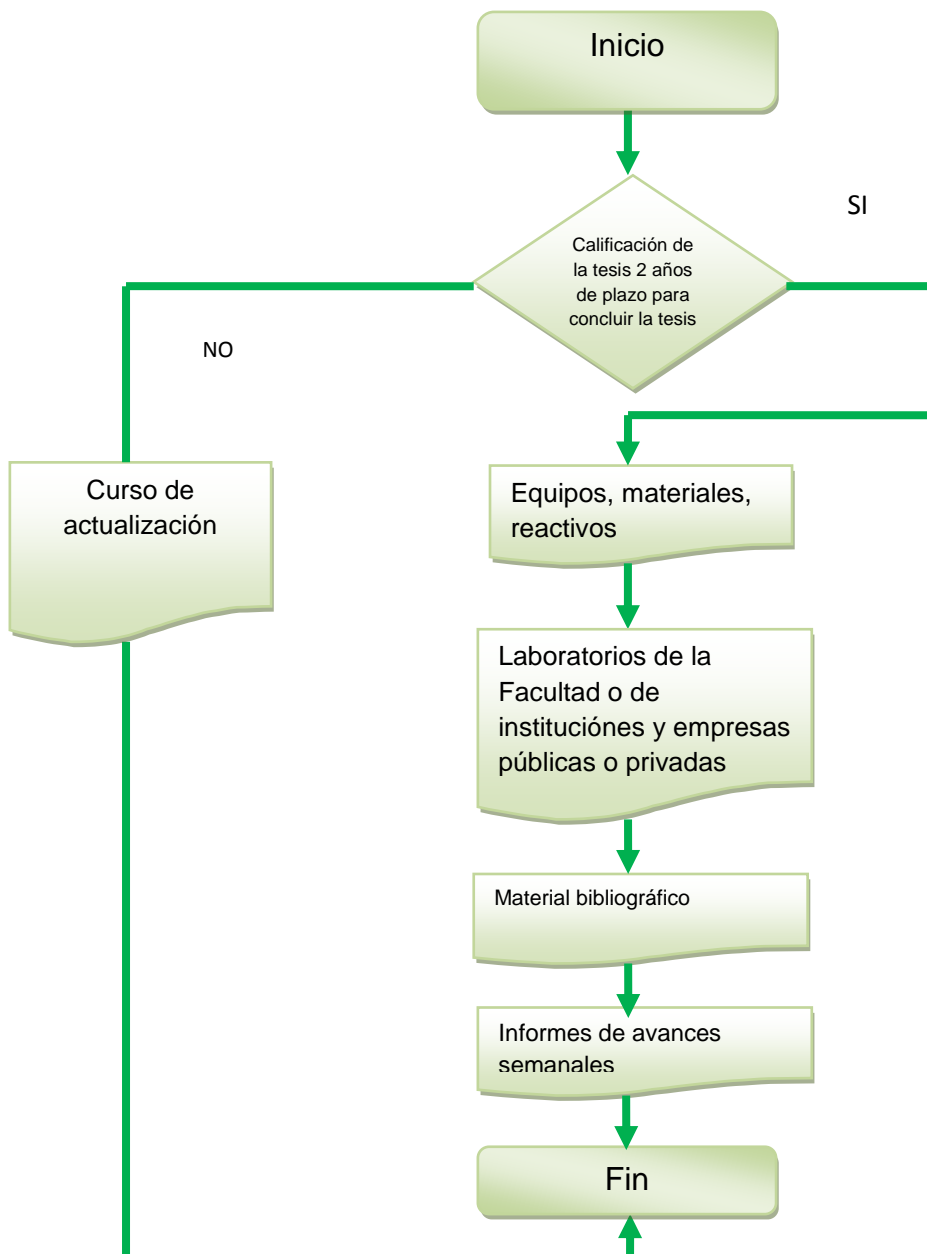 Inicio
SI
Calificación de
la tesis 2 años
de plazo para
concluir la tesis
NO
Curso de
actualización
Equipos, materiales,
reactivos
Laboratorios de la
Facultad o de
instituciónes y empresas
públicas o privadas
Material bibliográfico
Informes de avances
semanales
Fin